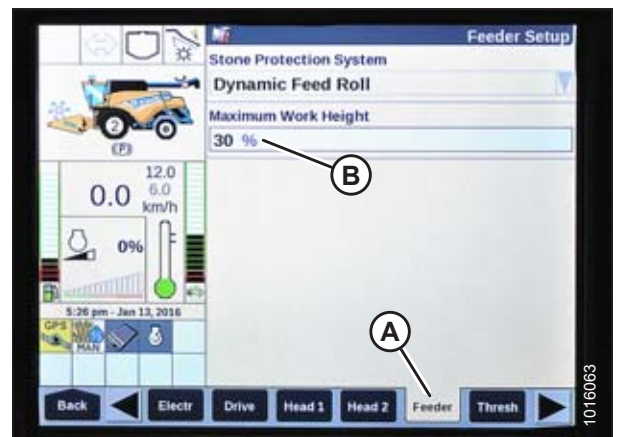 Feeder Setup
Stone Protection System
Dynamic Feed Roll
Maximum Work Height
30 %
B
2
(P)
12.0
0.0 6.0
km/h
0%
5:26 pm - Jan 13, 2016
GPS
MAN
A
Back Electr Drive Head 1 Head 2 Feeder Thresh
1016063